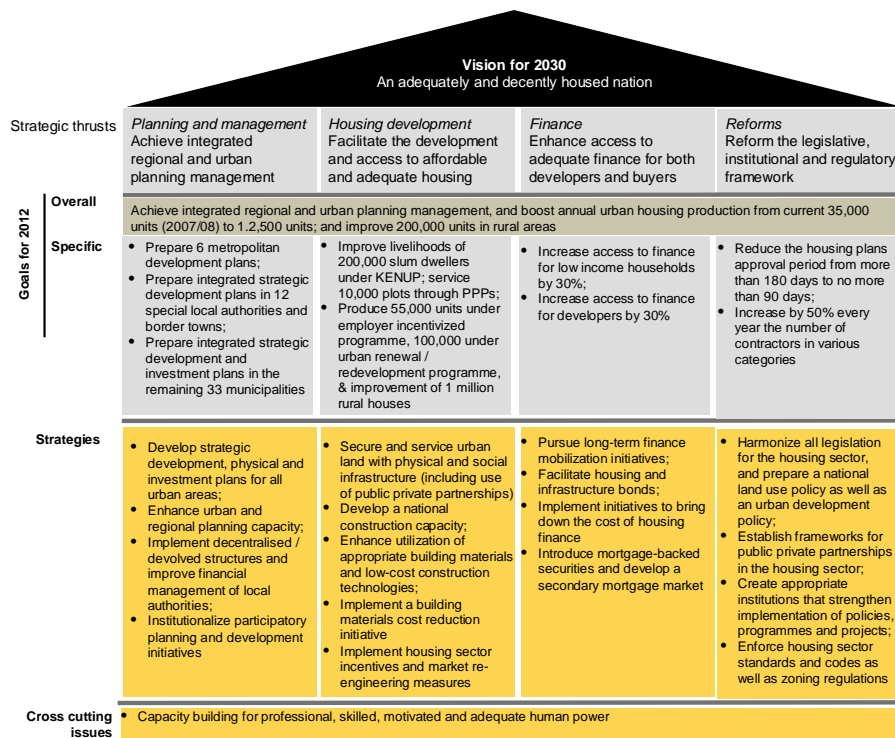 Vision for 2030
An adequately and decently housed nation
Strategic thrusts
Planning and management
Achieve integrated
regional and urban
planning management
Housing development
Facilitate the development
and access to affordable
and adequate housing
Finance
Enhance access to
adequate finance for both
developers and buyers
Reforms
Reform the legislative,
institutional and regulatory
framework
Goals for 2012
Overall
Achieve integrated regional and urban planning management, and boost annual urban housing production from current 35,000
units (2007/08) to 1.2,500 units; and improve 200,000 units in rural areas
Specific
• Prepare 6 metropolitan
development plans;
• Prepare integrated strategic
development plans in 12
special local authorities and
border towns;
• Prepare integrated strategic
development and
investment plans in the
remaining 33 municipalities
• Improve livelihoods of
200,000 slum dwellers
under KENUP; service
10,000 plots through PPPs;
• Produce 55,000 units under
employer incentivized
programme, 100,000 under
urban renewal /
redevelopment programme,
& improvement of 1 million
rural houses
• Increase access to finance
for low income households
by 30%;
• Increase access to finance
for developers by 30%
• Reduce the housing plans
approval period from more
than 180 days to no more
than 90 days;
• Increase by 50% every
year the number of
contractors in various
categories
Strategies
• Develop strategic
development, physical and
investment plans for all
urban areas;
• Enhance urban and
regional planning capacity;
• Implement decentralised /
devolved structures and
improve financial
management of local
authorities;
• Institutionalize participatory
planning and development
initiatives
• Secure and service urban
land with physical and social
infrastructure (including use
of public private partnerships)
• Develop a national
construction capacity;
• Enhance utilization of
appropriate building materials
and low-cost construction
technologies;
• Implement a building
materials cost reduction
initiative
• Implement housing sector
incentives and market re-
engineering measures
• Pursue long-term finance
mobilization initiatives;
• Facilitate housing and
infrastructure bonds;
• Implement initiatives to bring
down the cost of housing
finance
• Introduce mortgage-backed
securities and develop a
secondary mortgage market
• Harmonize all legislation
for the housing sector,
and prepare a national
land use policy as well as
an urban development
policy;
• Establish frameworks for
public private partnerships
in the housing sector;
• Create appropriate
institutions that strengthen
implementation of policies,
programmes and projects;
• Enforce housing sector
standards and codes as
well as zoning regulations
Cross cutting
issues
• Capacity building for professional, skilled, motivated and adequate human power